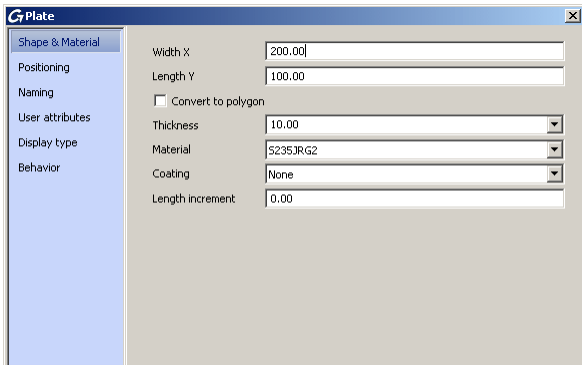 Plate
Shape & Material
Positioning
Naming
User attributes
Display type
Behavior
Width X 200.00
Length Y 100.00
Convert to polygon
Thickness 10.00
Material S235JRG2
Coating None
Length increment 0.00